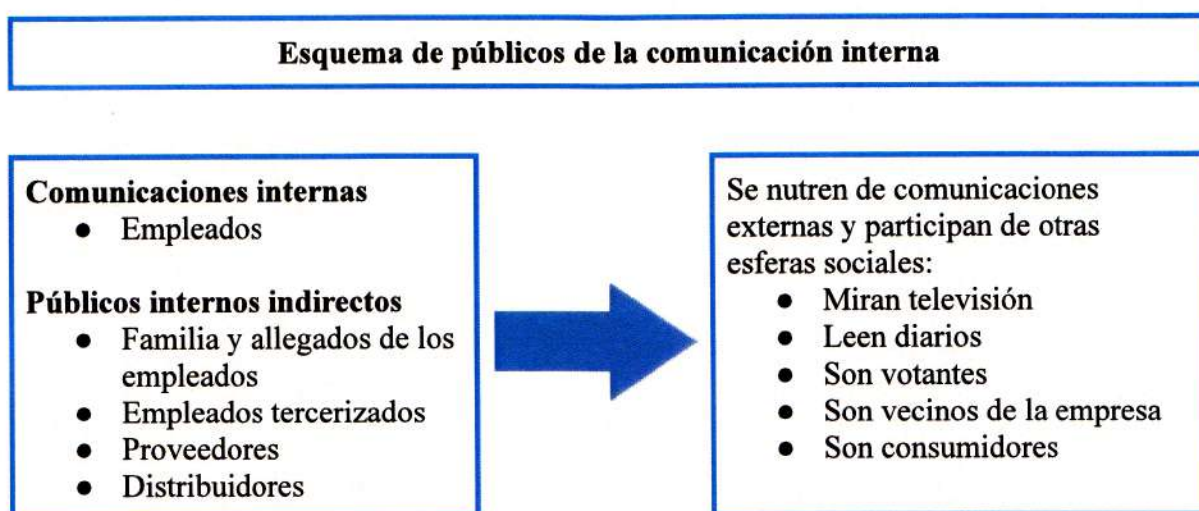 Esquema de públicos de la comunicación interna
Comunicaciones internas
● Empleados
Públicos internos indirectos
● Familia y allegados de los
empleados
● Empleados tercerizados
● Proveedores
● Distribuidores
Se nutren de comunicaciones
externas y participan de otras
esferas sociales:
● Miran televisión
● Leen diarios
● Son votantes
● Son vecinos de la empresa
● Son consumidores